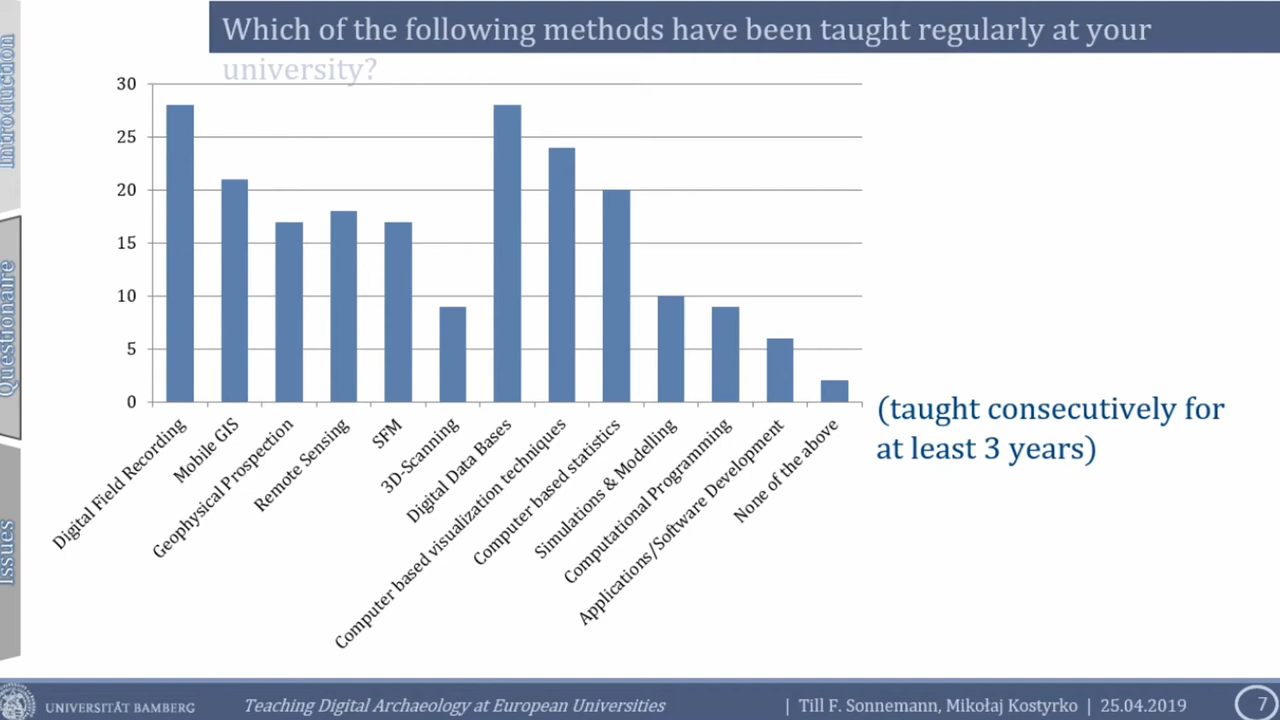 Which of the following methods have been taught regularly at your
university?
Introduction
Questionaire
Issues
30
25
20
15
10
5
0
Digital Field Recording
Mobile GIS
Geophysical Prospection
Remote Sensing
SFM
3D-Scanning
Digital Data Bases
Computer based visualization techniques
Computer based statistics
Simulations & Modelling
Computational Programming
Applications/Software Development
None of the above
(taught consecutively for
at least 3 years)
UNIVERSITÄT BAMBERG
Teaching Digital Archaeology at European Universities
| Till F. Sonnemann, Mikołaj Kostyrko | 25.04.2019
7